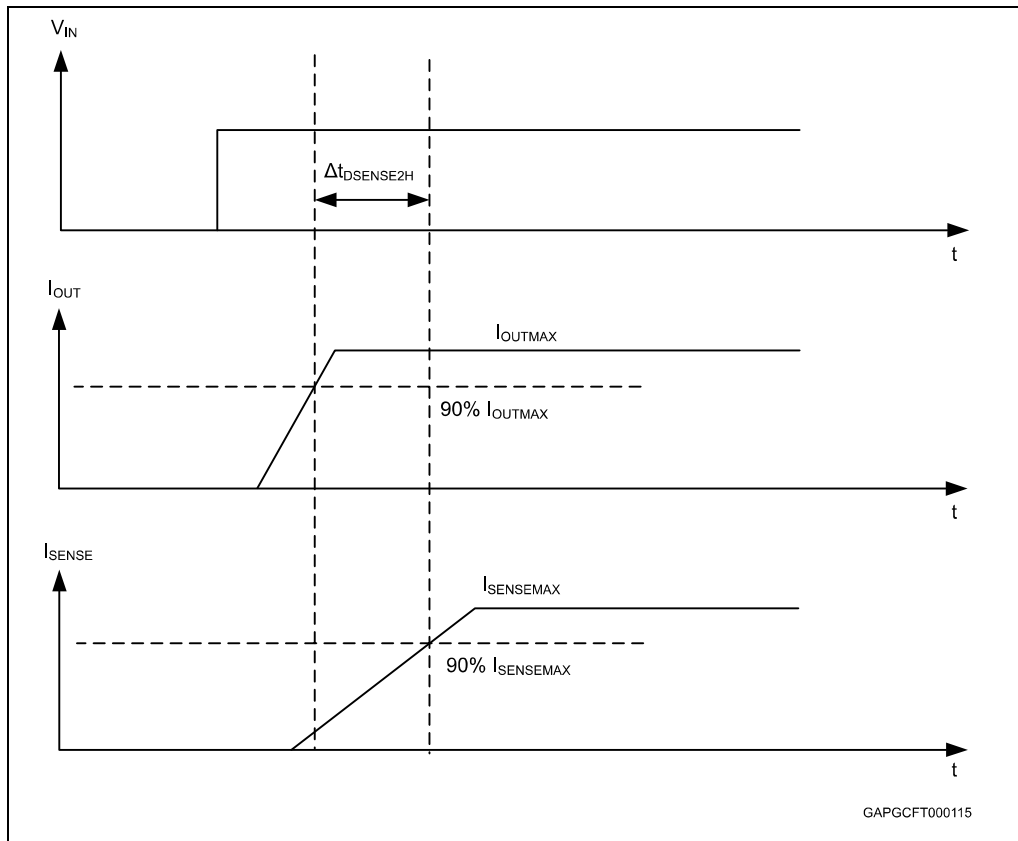 VIN
ΔtDSENSE2H
t
IOUT
IOUTMAX
90% IOUTMAX
t
ISENSE
ISENSEMAX
90% ISENSEMAX
t
GAPGCFT000115